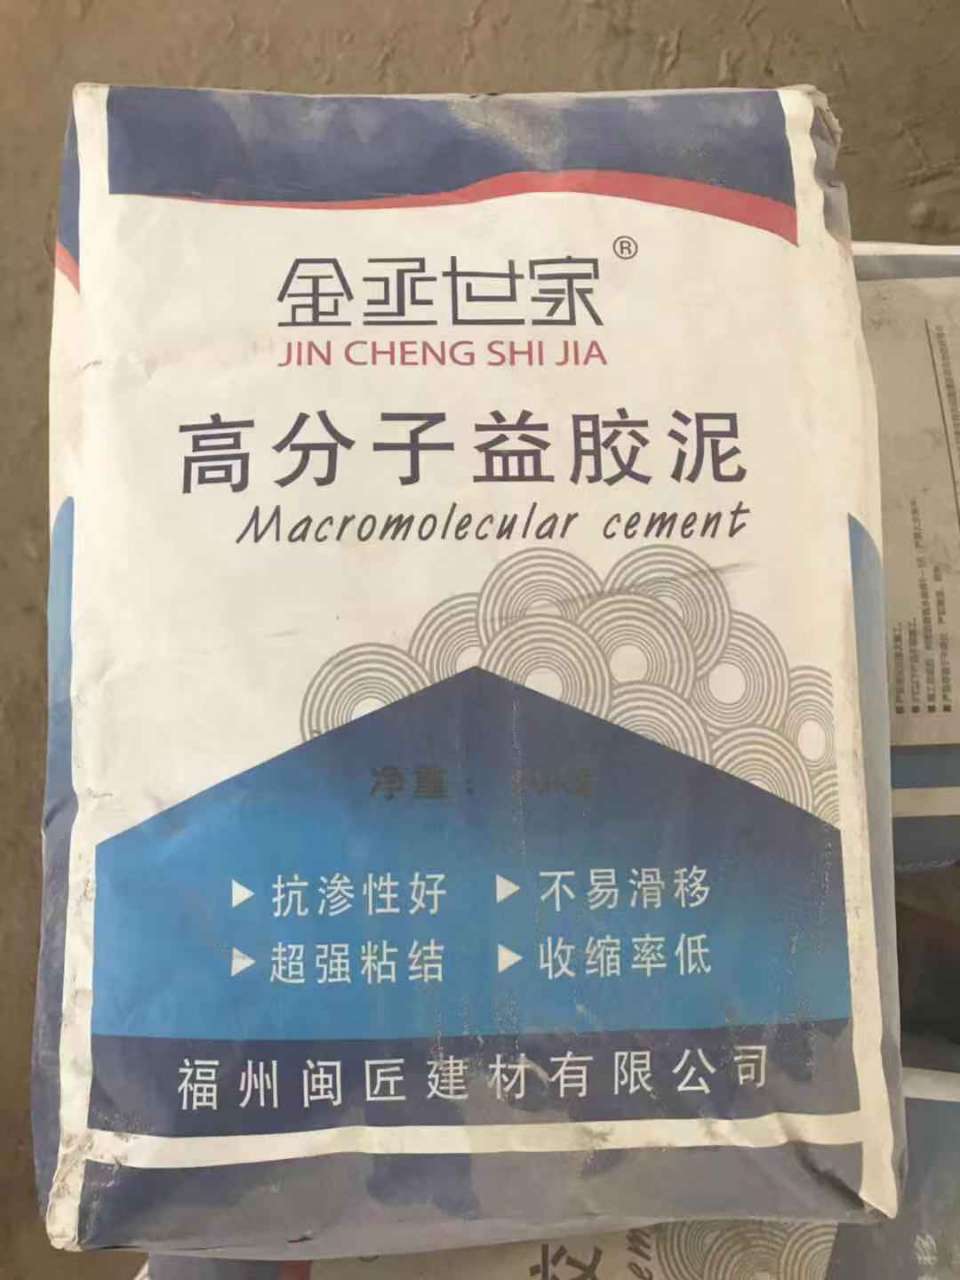 金丞世家®
JIN CHENG SHI JIA
高分子益胶泥
Macromolecular cement
净重：
▶ 抗渗性好 ▶ 不易滑移
▶ 超强粘结 ▶ 收缩率低
福州闽匠建材有限公司